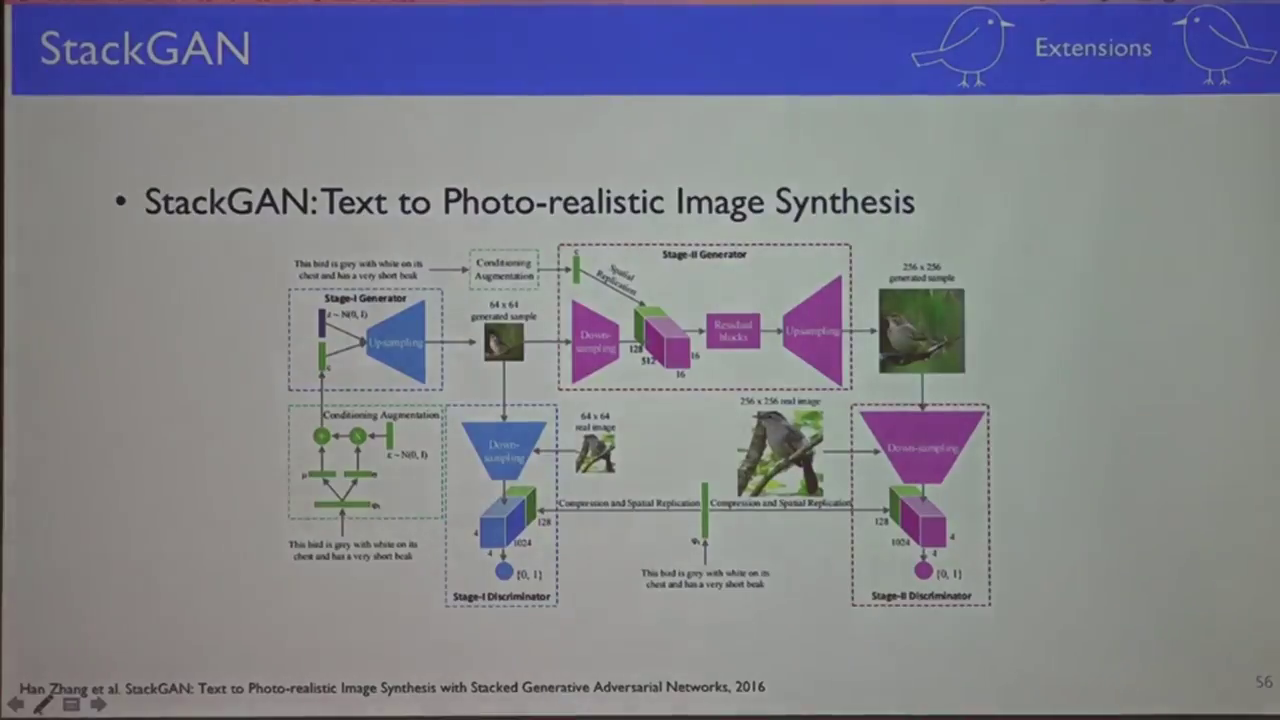 StackGAN
Extensions
• StackGAN: Text to Photo-realistic Image Synthesis
This bird is grey with white on its
chest and has a very short beak
Conditioning
Augmentation
c
Spatial
Replication
Stage-II Generator
256 x 256
generated sample
Stage-I Generator
z ~ N(0, I)
Upsampling
c
64 x 64
generated sample
Down-
sampling
128
512
16
16
Residual
blocks
Upsampling
Conditioning Augmentation
ε ~ N(0, I)
This bird is grey with white on its
chest and has a very short beak
64 x 64
real image
Down-
sampling
128
4
1024
4
{0, 1}
Stage-I Discriminator
256 x 256 real image
Compression and Spatial Replication
Compression and Spatial Replication
This bird is grey with white on its
chest and has a very short beak
Down-sampling
128
1024
4
4
{0, 1}
Stage-II Discriminator
Han Zhang et al. StackGAN: Text to Photo-realistic Image Synthesis with Stacked Generative Adversarial Networks, 2016
56